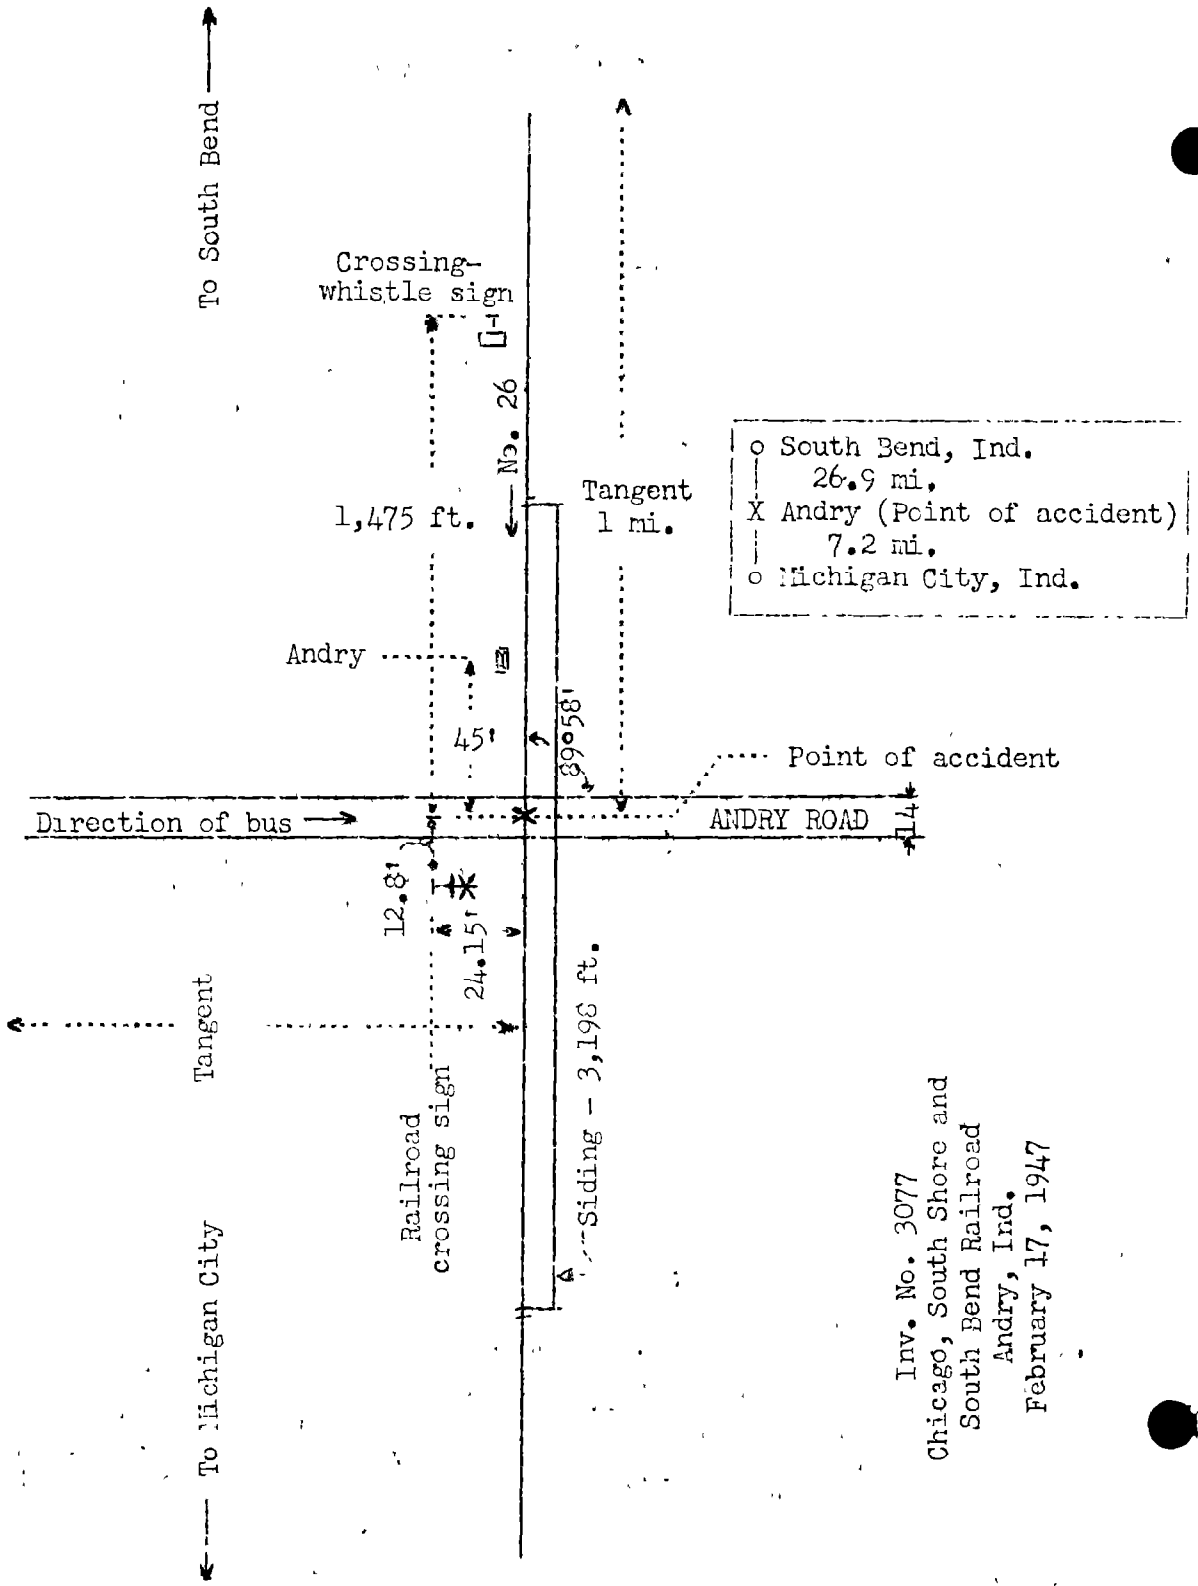 To South Bend
Crossing-
whistle sign
No. 26
1,475 ft.
Tangent
1 mi.
South Bend, Ind.
26.9 mi.
X Andry (Point of accident)
7.2 mi.
Michigan City, Ind.
Andry
45'
89°58'
Point of accident
Direction of bus
ANDRY ROAD
14'
12.8'
24.15'
Tangent
Railroad
crossing sign
Siding - 3,198 ft.
To Michigan City
Inv. No. 3077
Chicago, South Shore and
South Bend Railroad
Andry, Ind.
February 17, 1947